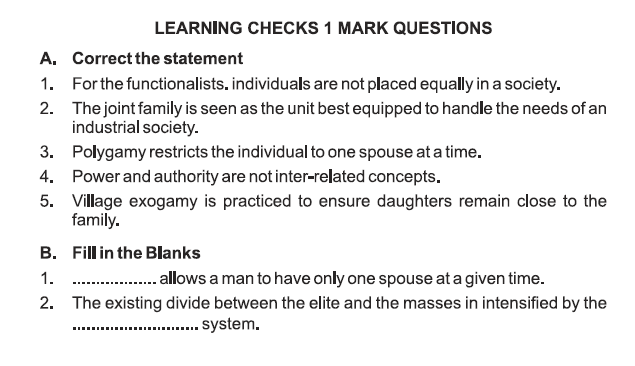 LEARNING CHECKS 1 MARK QUESTIONS
A. Correct the statement
1. For the functionalists. individuals are not placed equally in a society.
2. The joint family is seen as the unit best equipped to handle the needs of an
industrial society.
3. Polygamy restricts the individual to one spouse at a time.
4. Power and authority are not inter-related concepts.
5. Village exogamy is practiced to ensure daughters remain close to the
family.
B. Fill in the Blanks
1. .................. allows a man to have only one spouse at a given time.
2. The existing divide between the elite and the masses in intensified by the
........................... system.